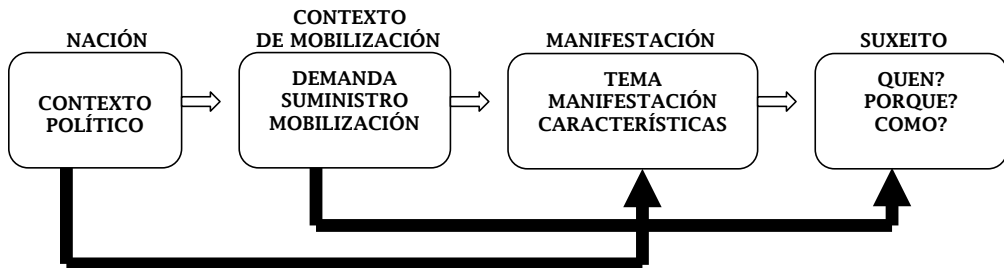 NACIÓN
CONTEXTO
POLÍTICO
CONTEXTO
DE MOBILIZACIÓN
DEMANDA
SUMINISTRO
MOBILIZACIÓN
MANIFESTACIÓN
TEMA
MANIFESTACIÓN
CARACTERÍSTICAS
SUXEITO
QUEN?
PORQUE?
COMO?